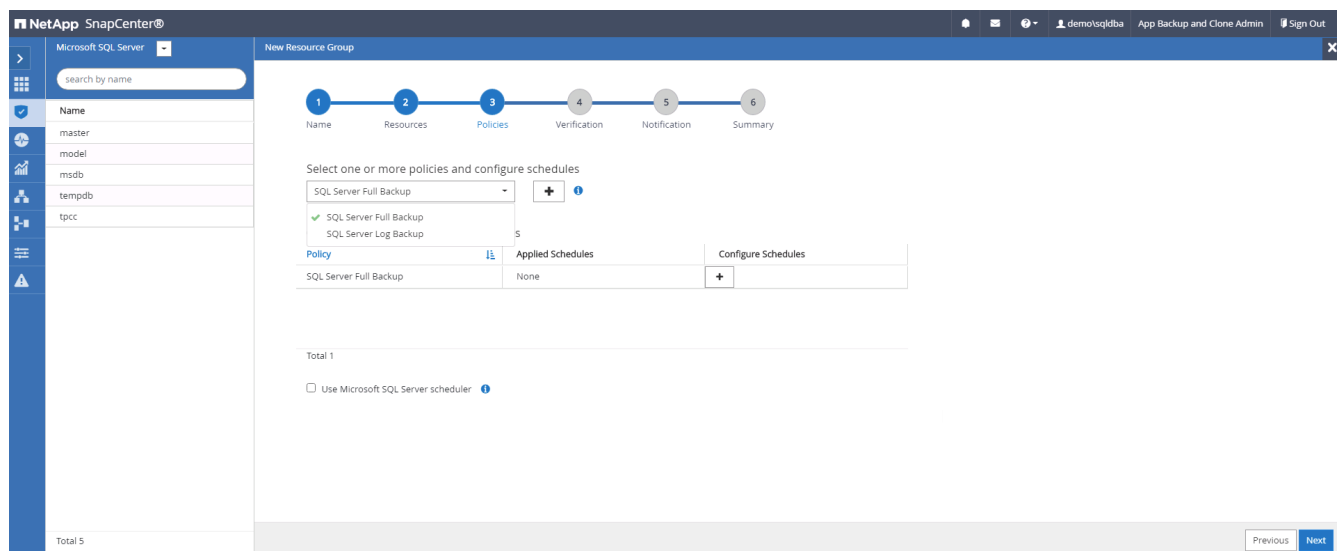 NetApp SnapCenter®
demo\sqldba App Backup and Clone Admin Sign Out
Microsoft SQL Server
New Resource Group
search by name
Name
master
model
msdb
tempdb
tpcc
Total 5
1 2 3 4 5 6
Name Resources Policies Verification Notification Summary
Select one or more policies and configure schedules
SQL Server Full Backup
SQL Server Full Backup
SQL Server Log Backup
s
Policy Applied Schedules Configure Schedules
SQL Server Full Backup None
Total 1
Use Microsoft SQL Server scheduler
Previous Next